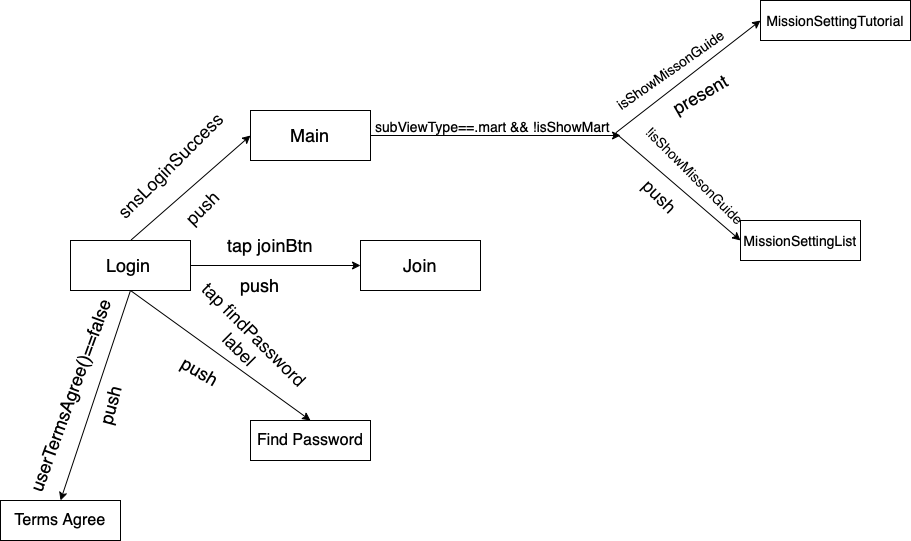 MissionSettingTutorial
isShowMissonGuide
present
snsLoginSuccess
Main
subViewType==.mart && !isShowMart
!isShowMissonGuide
push
push
MissionSettingList
tap joinBtn
Login
Join
push
tap findPassword
label
push
userTermsAgree()==false
push
Find Password
Terms Agree